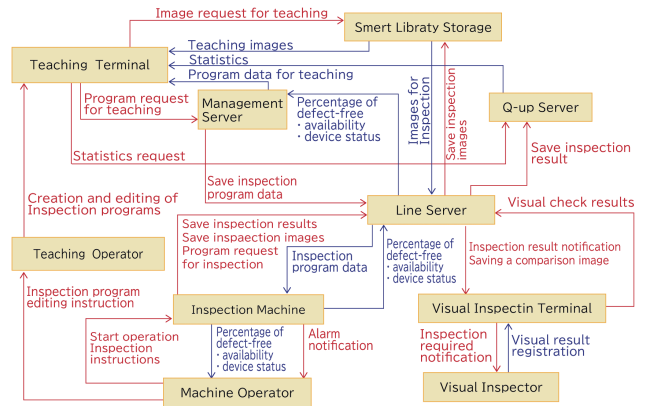 Image request for teaching
Smert Libraty Storage
Teaching images
Statistics
Program data for teaching
Teaching Terminal
Program request
for teaching
Management
Server
Percentage of
defect-free
・availability
・device status
Images for
Inspection
Save inspection
images
Q-up Server
Statistics request
Save inspection
result
Save inspection
program data
Creation and editing of
Inspection programs
Line Server
Visual check results
Save inspection results
Save inspaection images
Program request
for inspection
Teaching Operator
Inspection
program data
Percentage of
defect-free
・availability
・device status
Inspection result notification
Saving a comparison image
Inspection program
editing instruction
Inspection Machine
Visual Inspectin Terminal
Start operation
Inspection
instructions
Percentage of
defect-free
・availability
・device status
Alarm
notification
Inspection
required
notification
Visual result
registration
Machine Operator
Visual Inspector